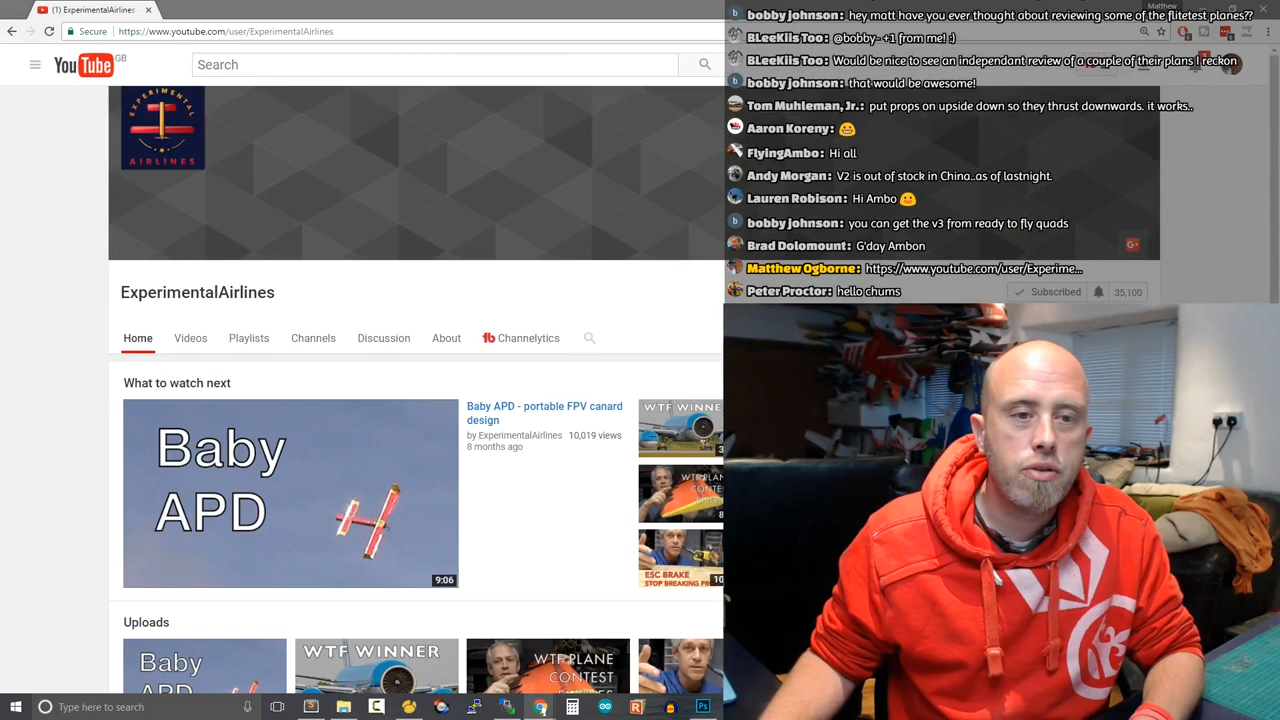 (1) ExperimentalAirlines
Matthew
Secure
https://www.youtube.com/user/ExperimentalAirlines
YouTube GB
Search
EXPERIMENTAL
AIRLINES
ExperimentalAirlines
Subscribed 35,100
Home Videos Playlists Channels Discussion About Channelytics
What to watch next
Baby
APD
9:06
Baby APD - portable FPV canard
design
by ExperimentalAirlines 10,019 views
8 months ago
WTF WINNER
WTF PLANE
CONTEST
ESC BRAKE
10
Uploads
Baby
WTF WINNER
WTF PLANE
CONTEST
Type here to search
bobby johnson: hey matt have you ever thought about reviewing some of the flitetest planes??
BLeeKiis Too: @bobby- +1 from me! :)
BLeeKiis Too: Would be nice to see an independant review of a couple of their plans I reckon
bobby johnson: that would be awesome!
Tom Muhleman, Jr.: put props on upside down so they thrust downwards. it works..
Aaron Koreny: 😀
FlyingAmbo: Hi all
Andy Morgan: V2 is out of stock in China..as of lastnight.
Lauren Robison: Hi Ambo 🙂
bobby johnson: you can get the v3 from ready to fly quads
Brad Dolomount: G'day Ambon
Matthew Ogborne: https://www.youtube.com/user/Experime...
Peter Proctor: hello chums